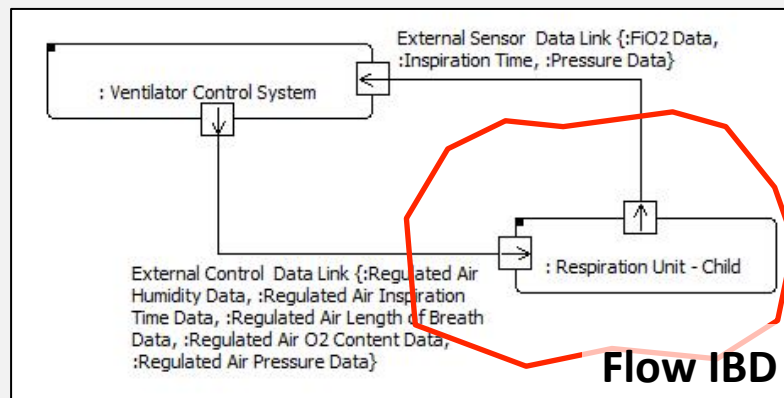 External Sensor Data Link {:FiO2 Data,
:Inspiration Time, :Pressure Data}
: Ventilator Control System
: Respiration Unit - Child
External Control Data Link {:Regulated Air
Humidity Data, :Regulated Air Inspiration
Time Data, :Regulated Air Length of Breath
Data, :Regulated Air O2 Content Data,
:Regulated Air Pressure Data}
Flow IBD